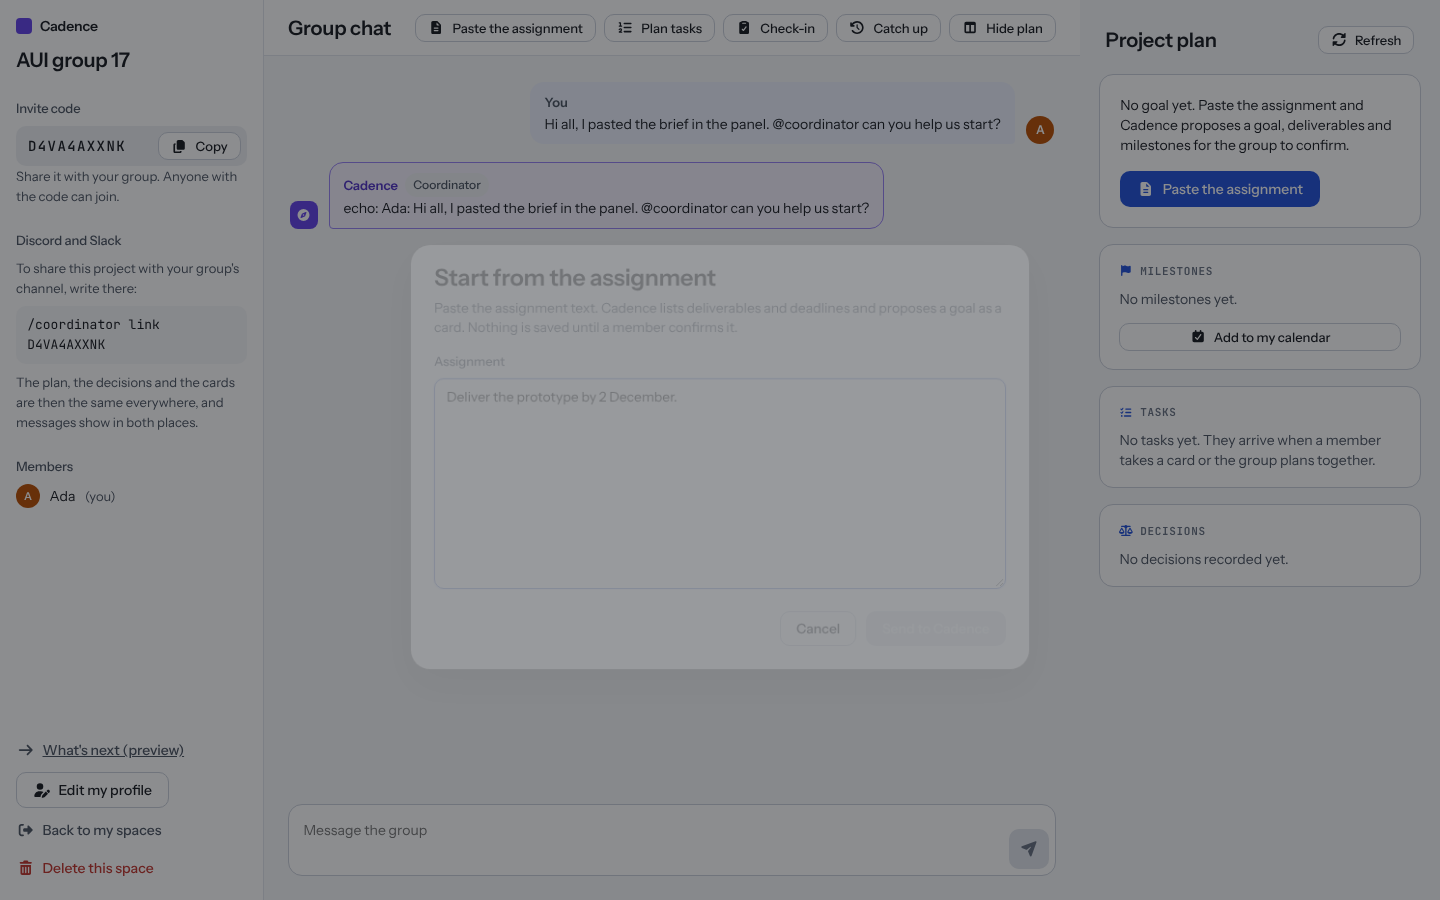 Cadence
AUI group 17
Invite code
D4VA4AXXNK
Copy
Share it with your group. Anyone with
the code can join.
Discord and Slack
To share this project with your group's
channel, write there:
/coordinator link
D4VA4AXXNK
The plan, the decisions and the cards
are then the same everywhere, and
messages show in both places.
Members
A
Ada (you)
What's next (preview)
Edit my profile
Back to my spaces
Delete this space
Group chat
Paste the assignment
Plan tasks
Check-in
Catch up
Hide plan
You
Hi all, I pasted the brief in the panel. @coordinator can you help us start?
A
Cadence Coordinator
echo: Ada: Hi all, I pasted the brief in the panel. @coordinator can you help us start?
Start from the assignment
Paste the assignment text. Cadence lists deliverables and deadlines and proposes a goal as a
card. Nothing is saved until a member confirms it.
Assignment
Deliver the prototype by 2 December.
Cancel
Message the group
Project plan
Refresh
No goal yet. Paste the assignment and
Cadence proposes a goal, deliverables and
milestones for the group to confirm.
Paste the assignment
MILESTONES
No milestones yet.
Add to my calendar
TASKS
No tasks yet. They arrive when a member
takes a card or the group plans together.
DECISIONS
No decisions recorded yet.